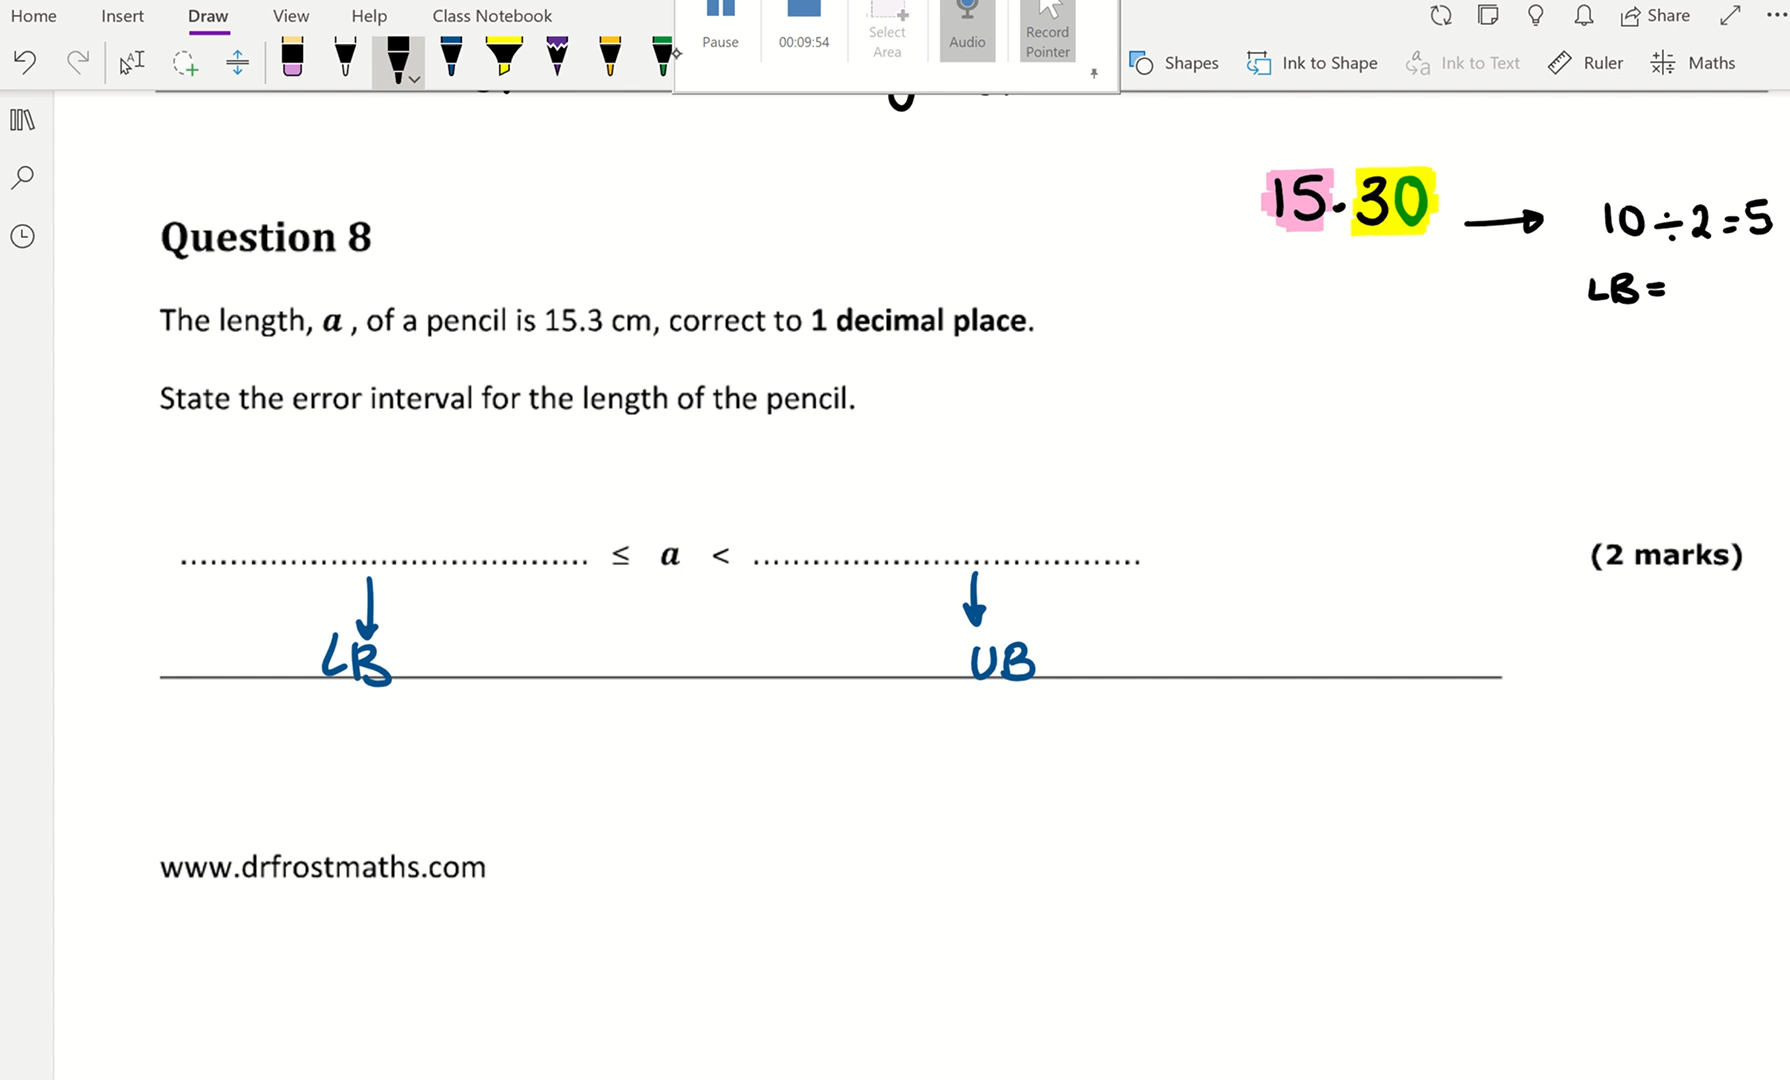 Home Insert Draw View Help Class Notebook
Pause 00:09:54 Select Area Audio Record Pointer
Share
Shapes Ink to Shape Ink to Text Ruler Maths
15.30 → 10 ÷ 2 = 5
LB =
Question 8
The length, a , of a pencil is 15.3 cm, correct to 1 decimal place.
State the error interval for the length of the pencil.
........................................ ≤ a < ........................................ (2 marks)
LB UB
www.drfrostmaths.com